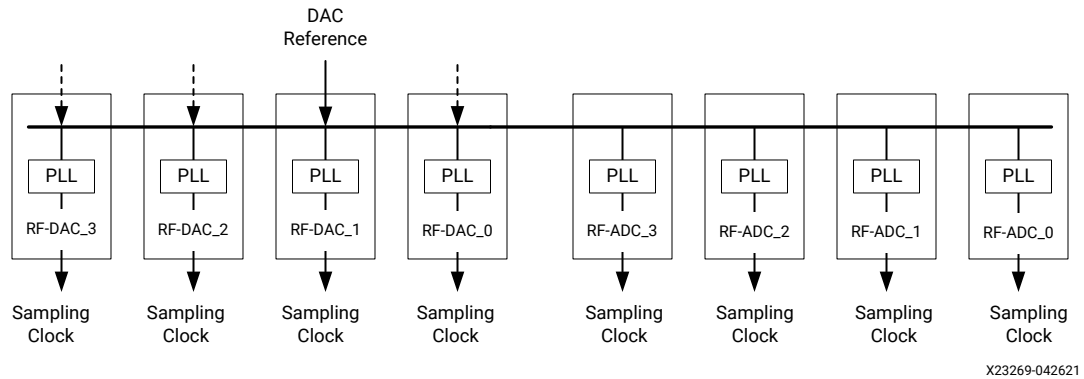 DAC
Reference
PLL
PLL
PLL
PLL
PLL
PLL
PLL
PLL
RF-DAC_3
RF-DAC_2
RF-DAC_1
RF-DAC_0
RF-ADC_3
RF-ADC_2
RF-ADC_1
RF-ADC_0
Sampling
Clock
Sampling
Clock
Sampling
Clock
Sampling
Clock
Sampling
Clock
Sampling
Clock
Sampling
Clock
Sampling
Clock
X23269-042621